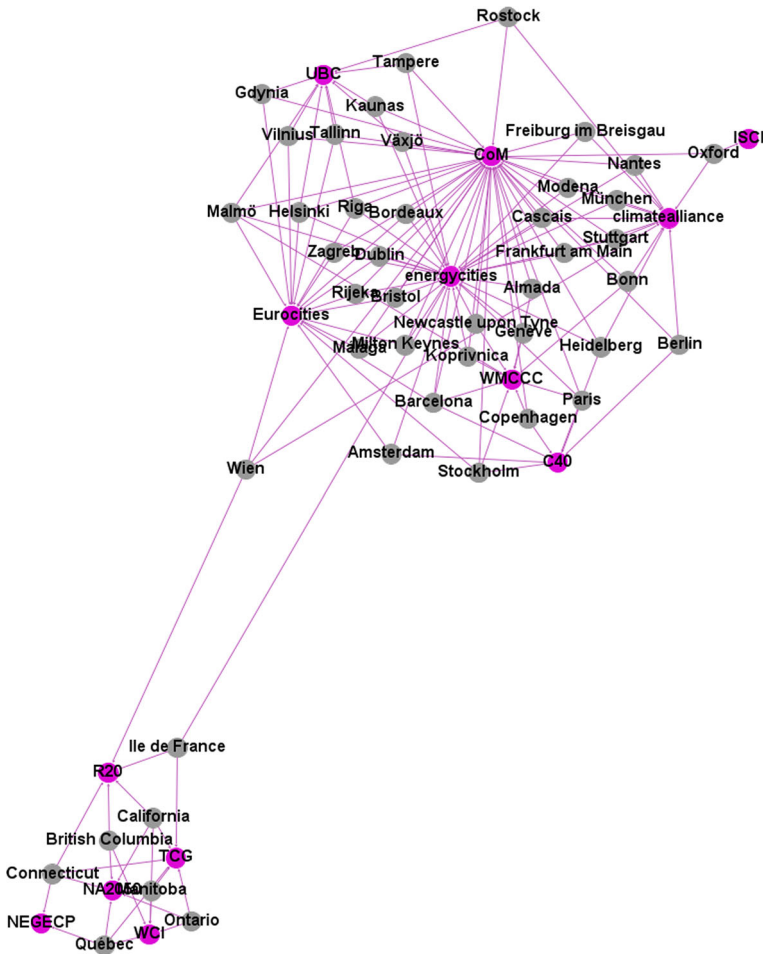 Rostock
UBC
Tampere
Gdynia
Kaunas
Vilnius
Tallinn
Växjö
CoM
Freiburg im Breisgau
ISCI
Oxford
Nantes
Modena
München
Malmö
Helsinki
Riga
Bordeaux
Cascais
climatealliance
Stuttgart
Zagreb
Dublin
Frankfurt am Main
energycities
Rijeka
Bristol
Almada
Bonn
Eurocities
Newcastle upon Tyne
Genève
Málaga
Milton Keynes
Koprivnica
Heidelberg
Berlin
WMCCC
Barcelona
Paris
Copenhagen
Wien
Amsterdam
Stockholm
C40
Ile de France
R20
California
British Columbia
TCG
Connecticut
NA2050
Manitoba
NEGECP
Ontario
WCI
Québec